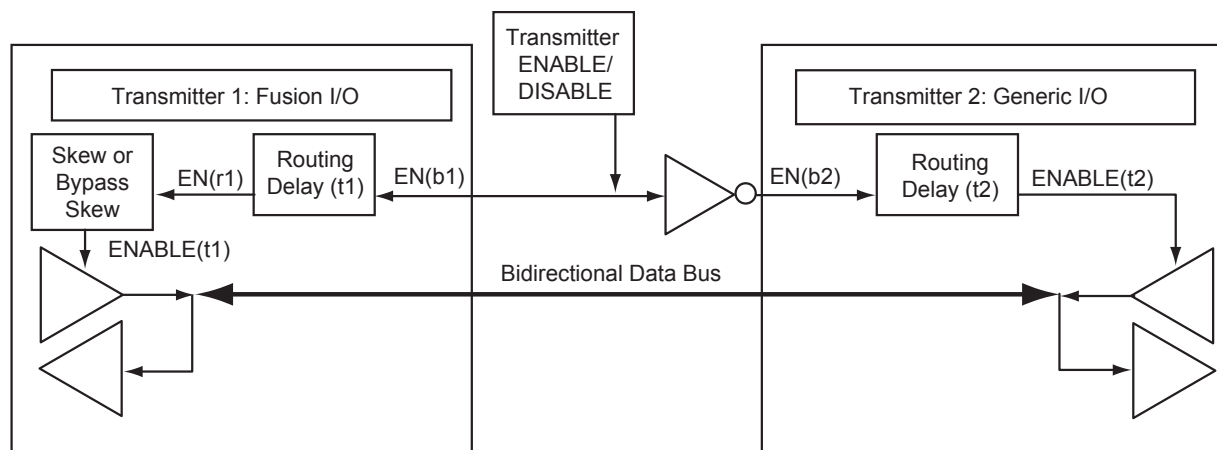 Transmitter
ENABLE/
DISABLE
Transmitter 1: Fusion I/O
Transmitter 2: Generic I/O
Skew or
Bypass
Skew
EN(r1)
Routing
Delay (t1)
EN(b1)
EN(b2)
Routing
Delay (t2)
ENABLE(t2)
ENABLE(t1)
Bidirectional Data Bus